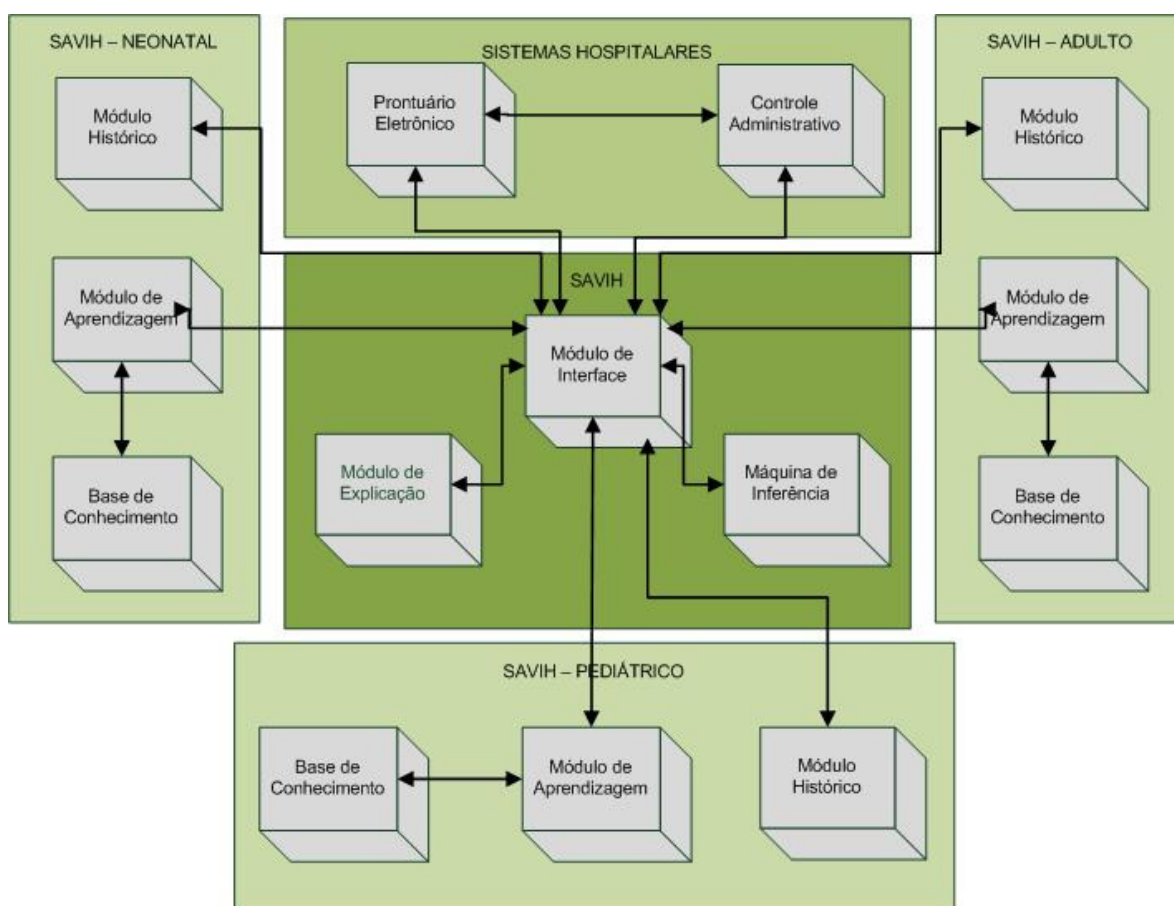 SAVIH – NEONATAL
Módulo
Histórico
Módulo de
Aprendizagem
Base de
Conhecimento
SISTEMAS HOSPITALARES
Prontuário
Eletrônico
Controle
Administrativo
SAVIH – ADULTO
Módulo
Histórico
Módulo de
Aprendizagem
Base de
Conhecimento
SAVIH
Módulo de
Interface
Módulo de
Explicação
Máquina de
Inferência
SAVIH – PEDIÁTRICO
Base de
Conhecimento
Módulo de
Aprendizagem
Módulo
Histórico